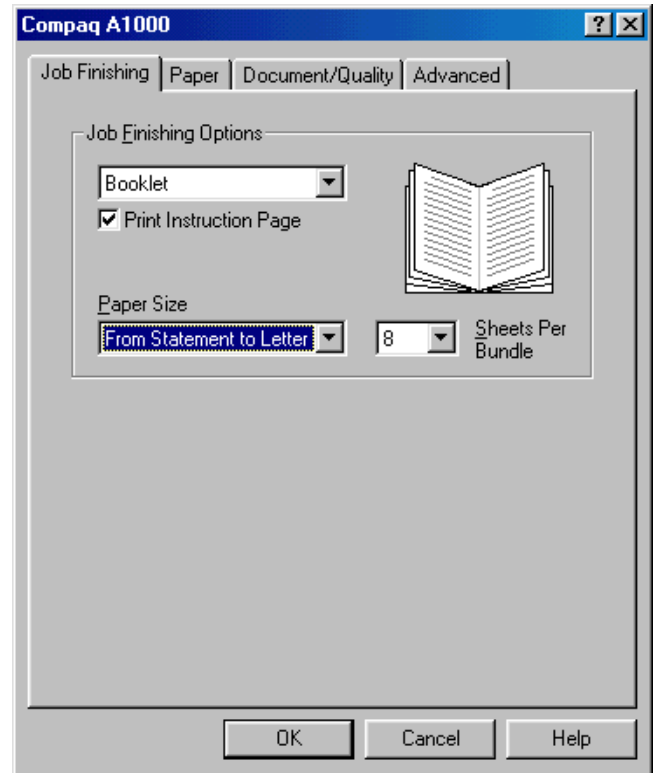 Compaq A1000
Job Finishing Paper Document/Quality Advanced
Job Finishing Options
Booklet
Print Instruction Page
Paper Size
From Statement to Letter 8 Sheets Per
Bundle
OK Cancel Help